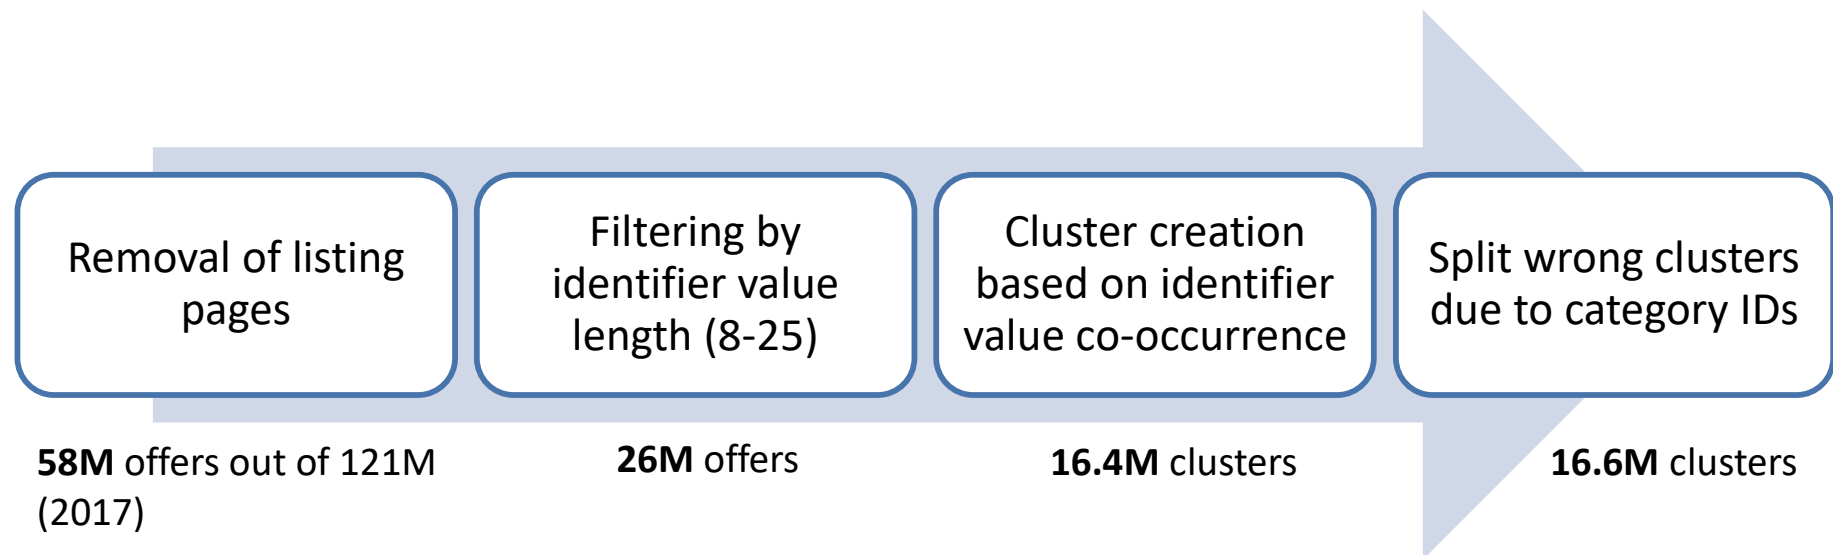 Removal of listing
pages
Filtering by
identifier value
length (8-25)
Cluster creation
based on identifier
value co-occurrence
Split wrong clusters
due to category IDs
58M offers out of 121M
(2017)
26M offers
16.4M clusters
16.6M clusters